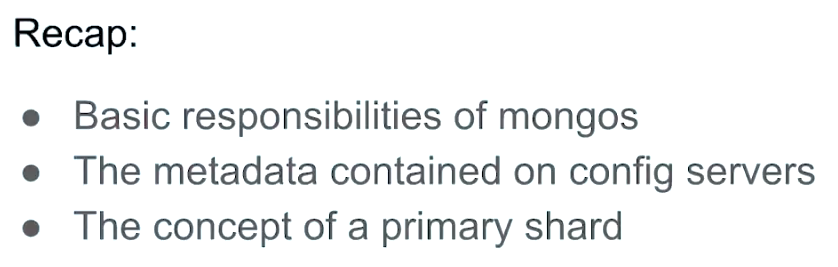 Recap:
● Basic responsibilities of mongos
● The metadata contained on config servers
● The concept of a primary shard